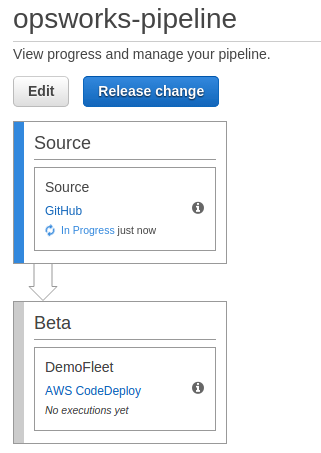 opsworks-pipeline
View progress and manage your pipeline.
Edit
Release change
Source
Source
GitHub
In Progress just now
Beta
DemoFleet
AWS CodeDeploy
No executions yet